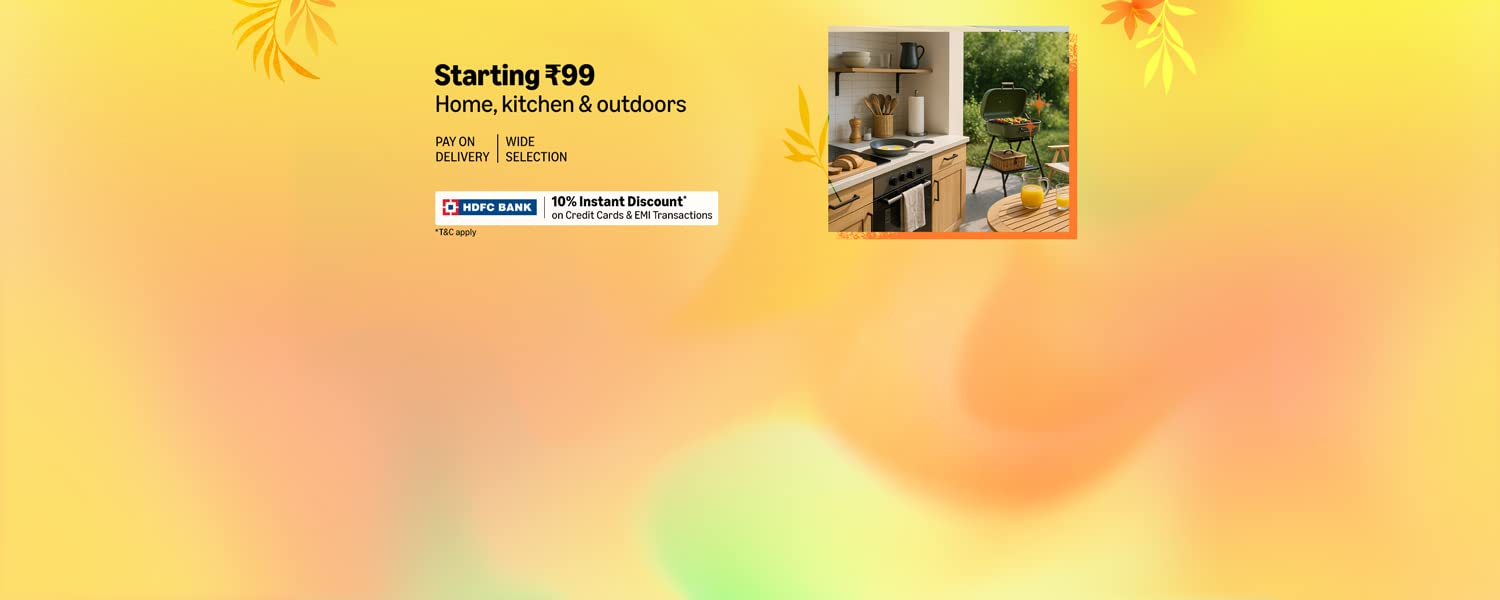 Starting ₹99
Home, kitchen & outdoors
PAY ON
DELIVERY
WIDE
SELECTION
HDFC BANK
10% Instant Discount*
on Credit Cards & EMI Transactions
*T&C apply